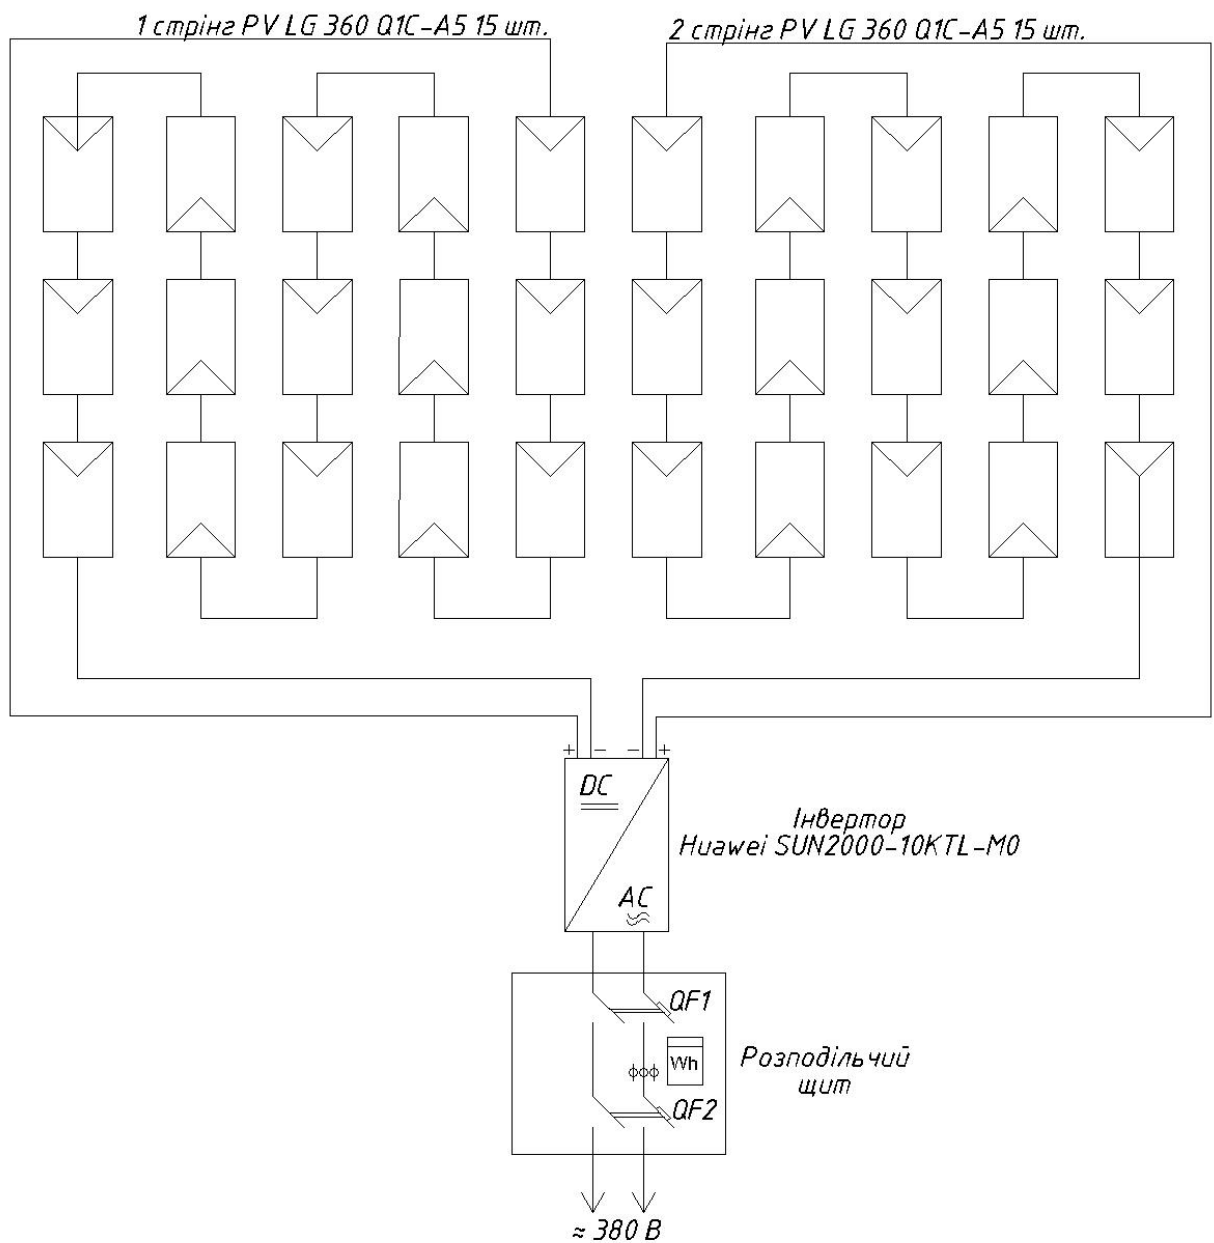 1 стрінг PV LG 360 Q1C-A5 15 шт.
2 стрінг PV LG 360 Q1C-A5 15 шт.
+ - - +
DC
Інвертор
Huawei SUN2000-10KTL-M0
AC
QF1
Wh
Розподільчий
щит
QF2
≈ 380 В